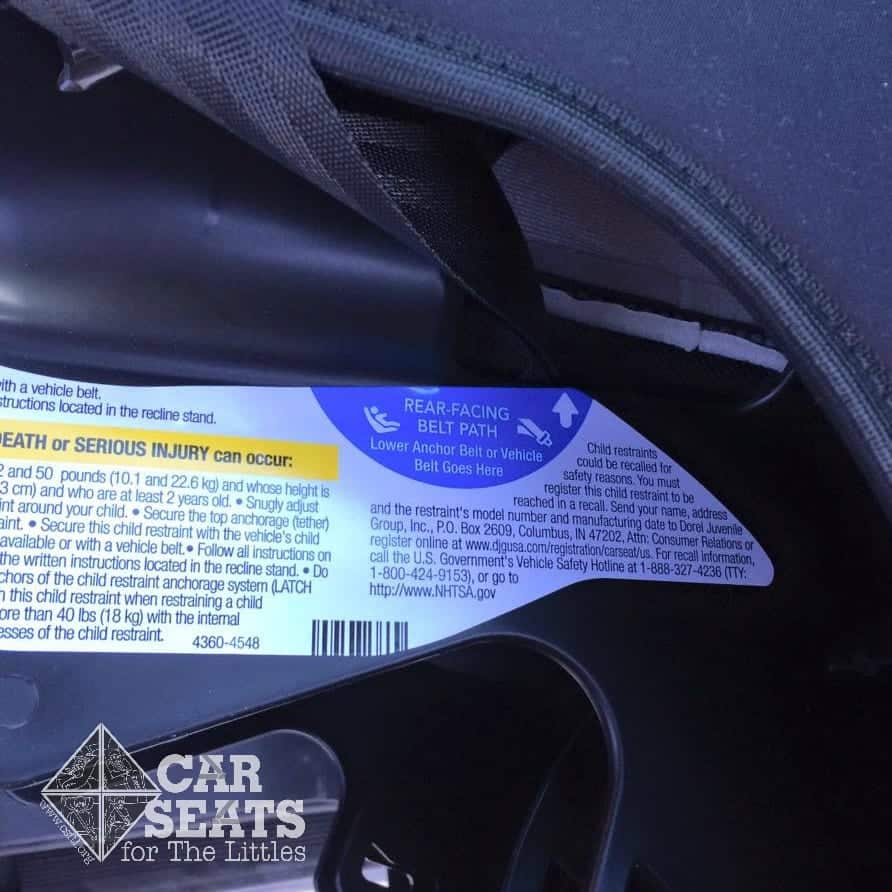 with a vehicle belt.
structions located in the recline stand.
DEATH or SERIOUS INJURY can occur:
2 and 50 pounds (10.1 and 22.6 kg) and whose height is
3 cm) and who are at least 2 years old. • Snugly adjust
int around your child. • Secure the top anchorage (tether)
aint. • Secure this child restraint with the vehicle's child
available or with a vehicle belt. • Follow all instructions on
the written instructions located in the recline stand. • Do
chors of the child restraint anchorage system (LATCH
n this child restraint when restraining a child
ore than 40 lbs (18 kg) with the internal
esses of the child restraint.
4360-4548
REAR-FACING
BELT PATH
Lower Anchor Belt or Vehicle
Belt Goes Here
Child restraints
could be recalled for
safety reasons. You must
register this child restraint to be
reached in a recall. Send your name, address
and the restraint's model number and manufacturing date to Dorel Juvenile
Group, Inc., P.O. Box 2609, Columbus, IN 47202, Attn: Consumer Relations or
register online at www.djgusa.com/registration/carseat/us. For recall information,
call the U.S. Government's Vehicle Safety Hotline at 1-888-327-4236 (TTY:
1-800-424-9153), or go to
http://www.NHTSA.gov
CAR
SEATS
for The Littles
www.csftl.org